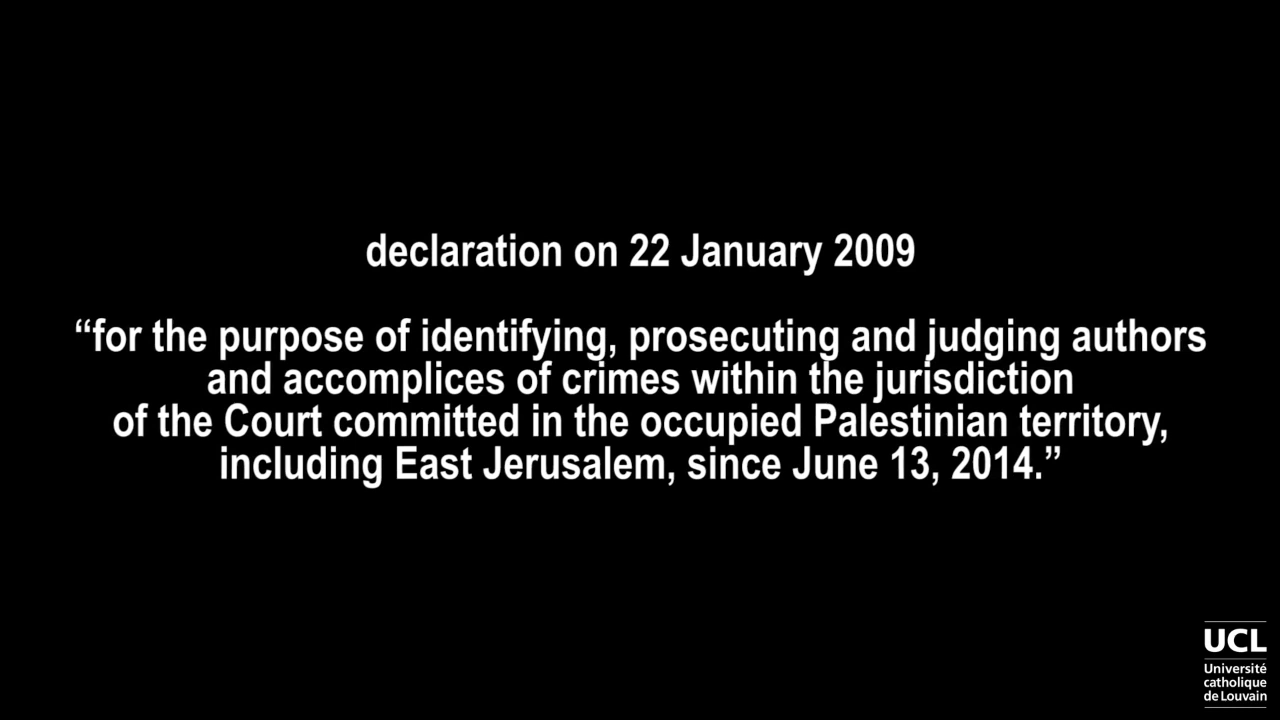 declaration on 22 January 2009
“for the purpose of identifying, prosecuting and judging authors
and accomplices of crimes within the jurisdiction
of the Court committed in the occupied Palestinian territory,
including East Jerusalem, since June 13, 2014.”
UCL
Université
catholique
de Louvain